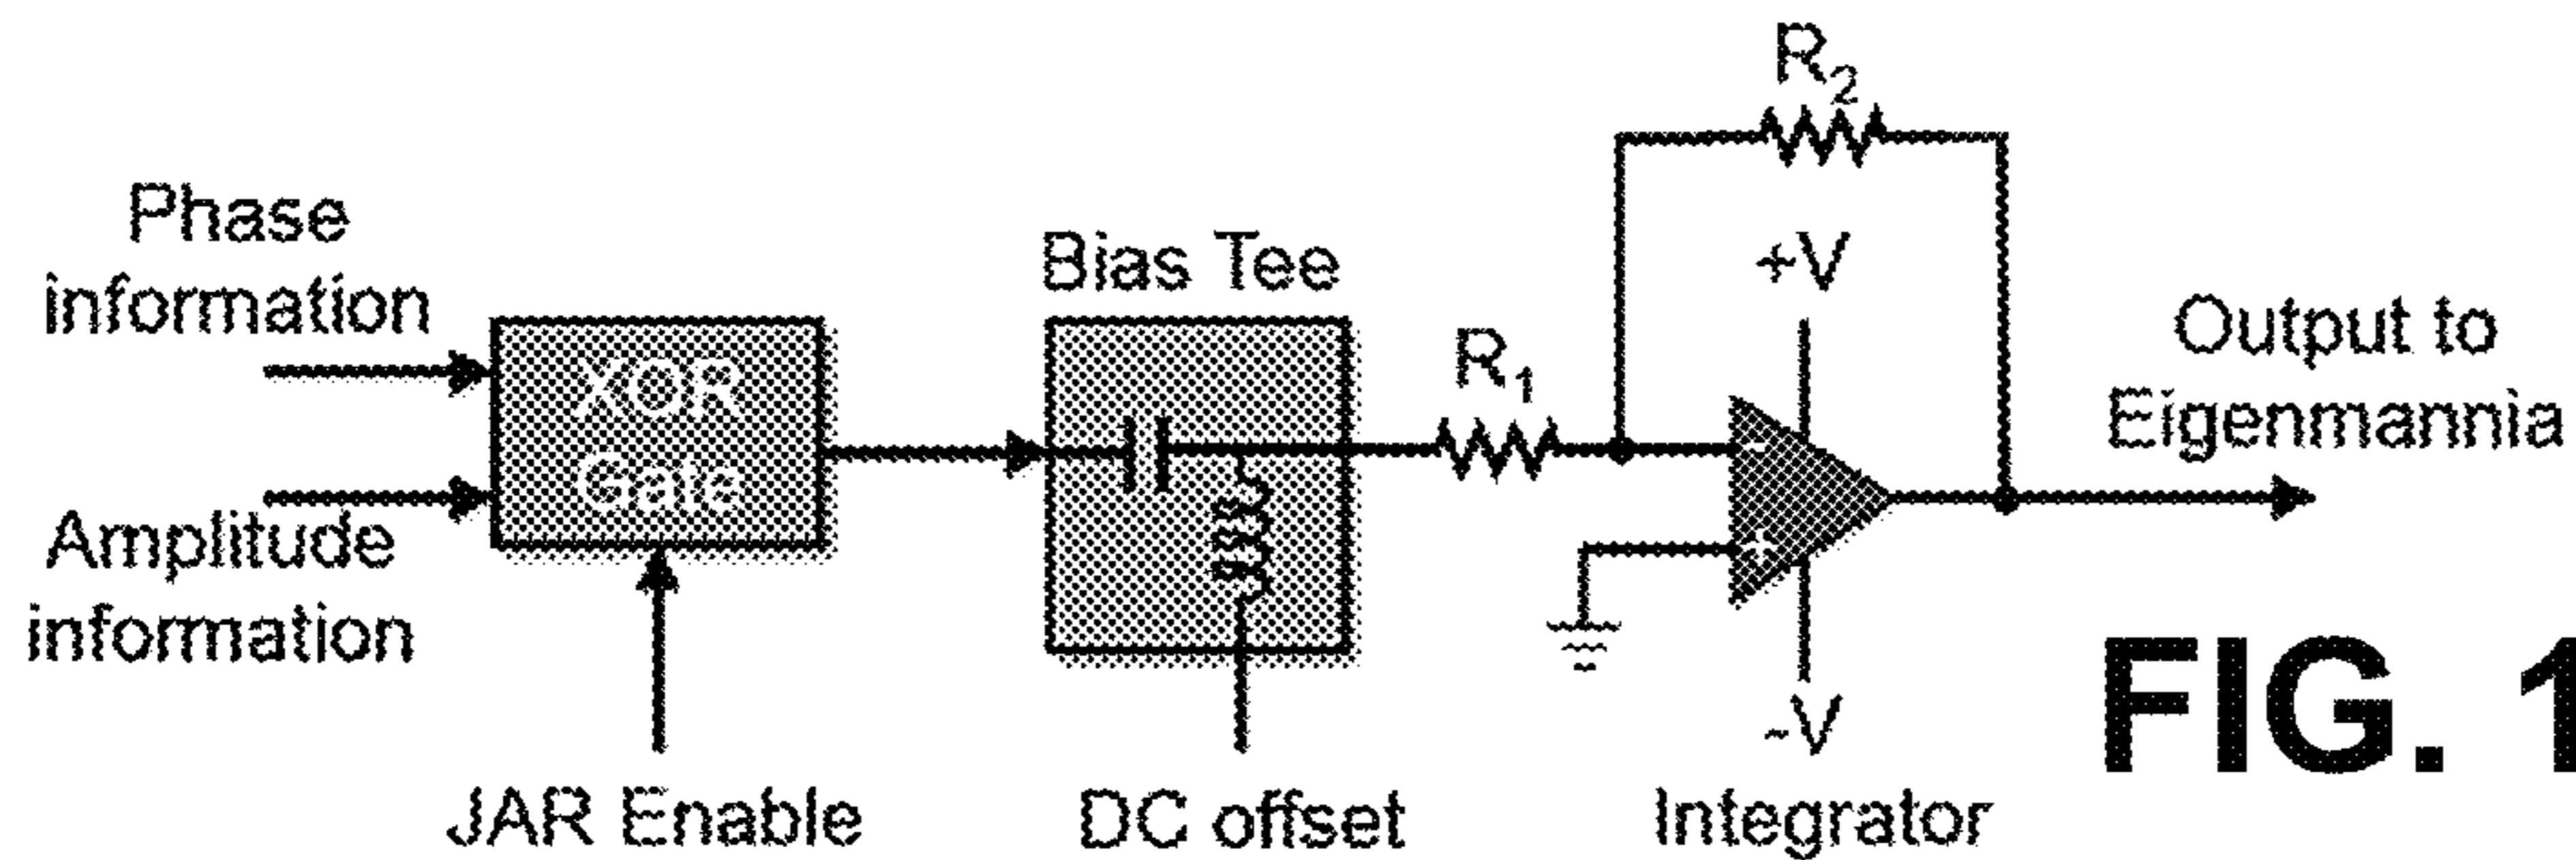 R2
Phase
information
Bias Tee
+V
Output to
Eigenmannia
XOR
Gate
R1
-
+
Amplitude
information
-V
JAR Enable
DC offset
Integrator
FIG. 1